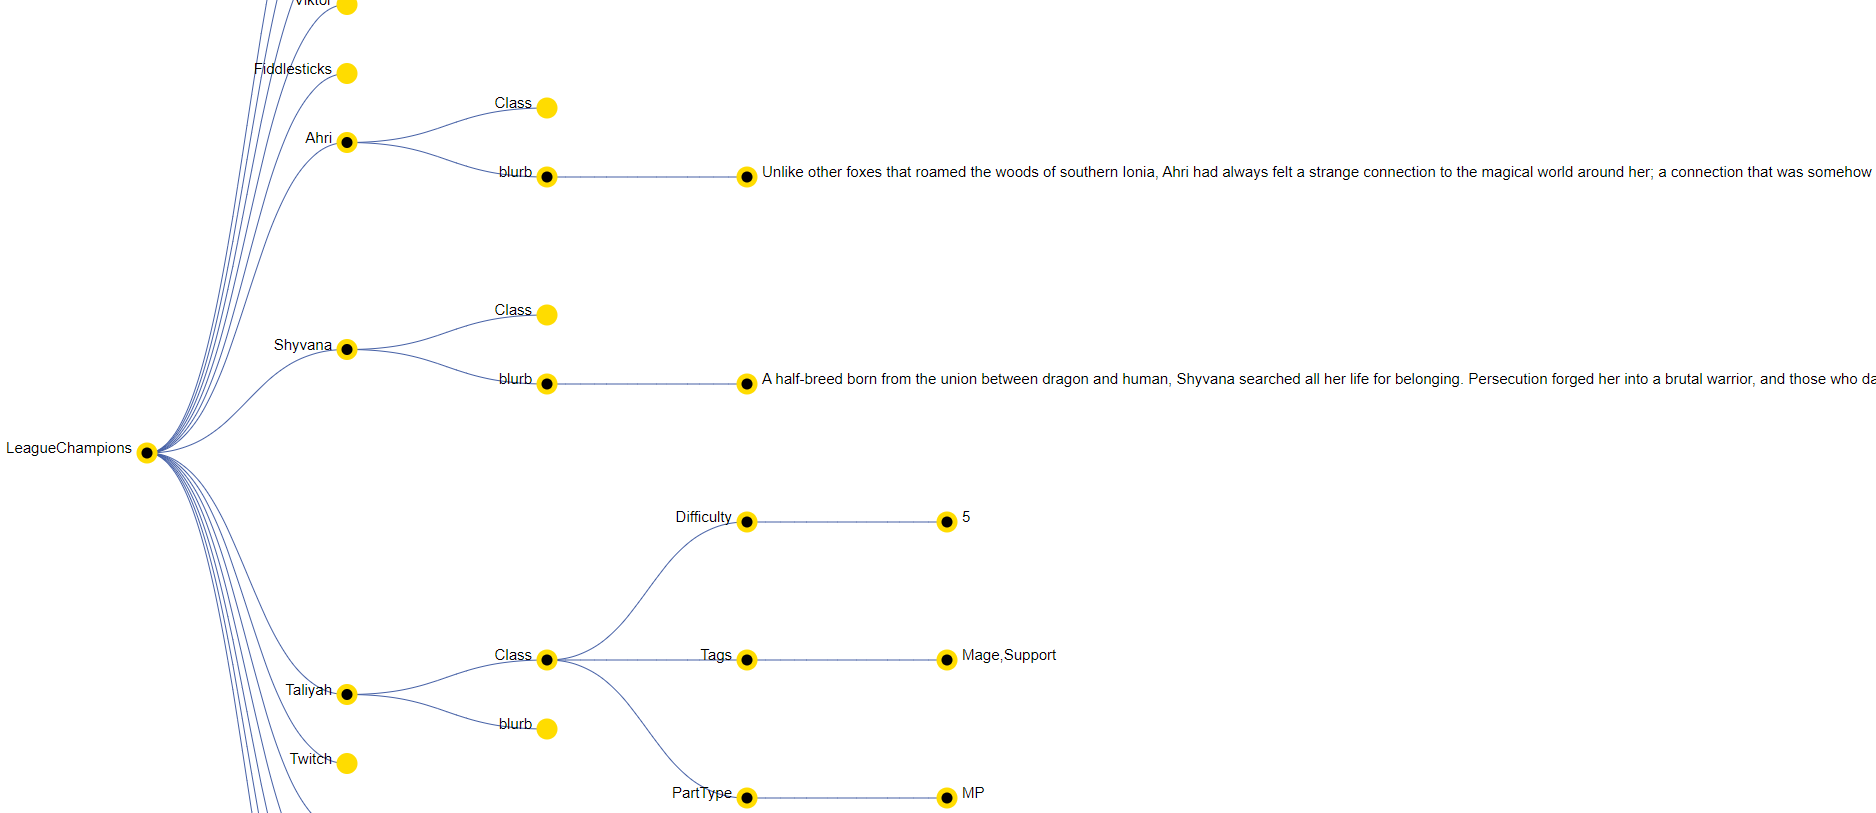 Viktor
Fiddlesticks
Class
Ahri
blurb
Unlike other foxes that roamed the woods of southern Ionia, Ahri had always felt a strange connection to the magical world around her; a connection that was somehow
Class
Shyvana
blurb
A half-breed born from the union between dragon and human, Shyvana searched all her life for belonging. Persecution forged her into a brutal warrior, and those who da
LeagueChampions
Difficulty
5
Class
Tags
Mage,Support
Taliyah
blurb
Twitch
PartType
MP